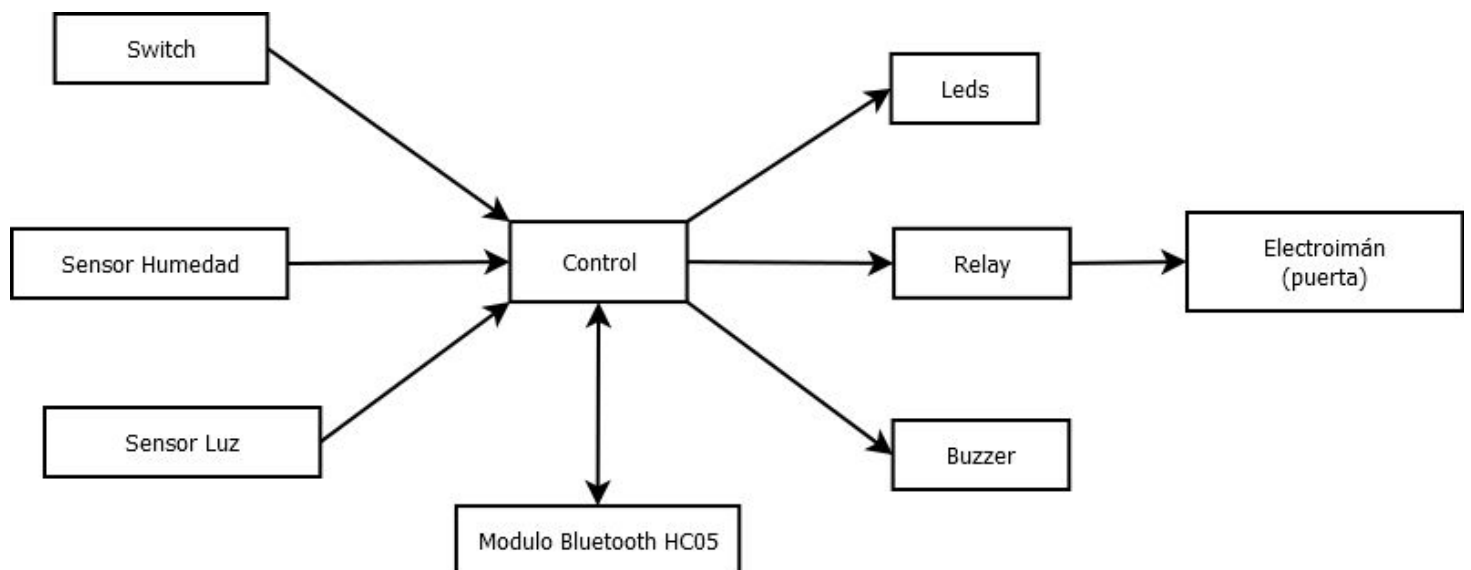 Switch
Leds
Sensor Humedad
Control
Relay
Electroimán
(puerta)
Sensor Luz
Buzzer
Modulo Bluetooth HC05